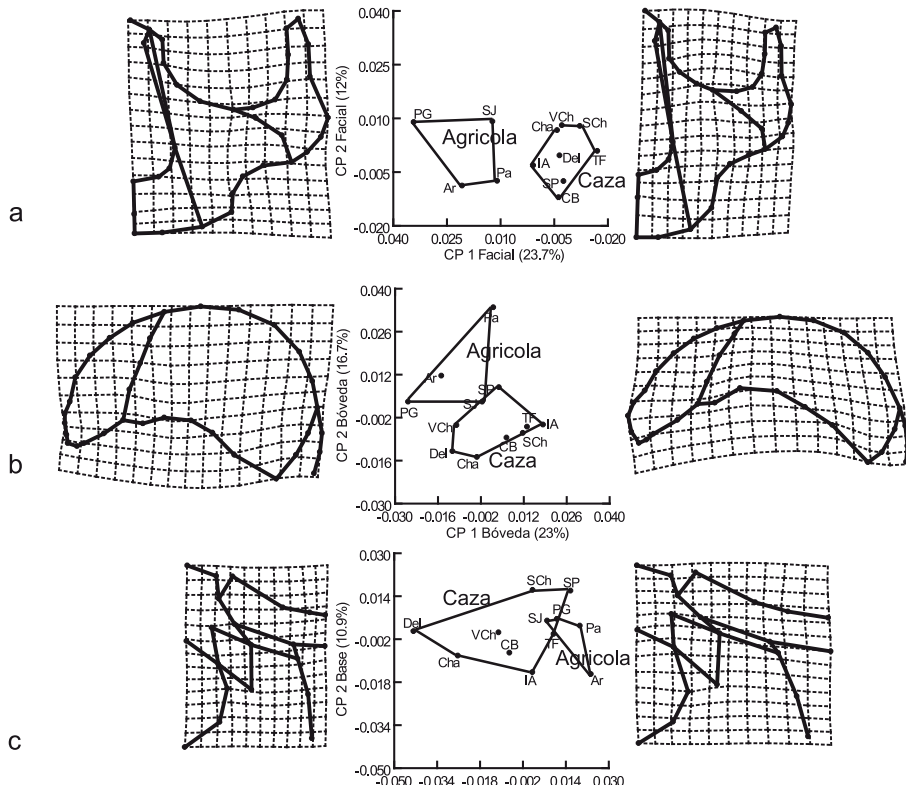 a
CP 2 Facial (12%)
0.040
0.025
0.010
-0.005
-0.020
PG
SJ
Agricola
Ar
Pa
VCh
Cha
SCh
IA
Del
TF
SP
Caza
CB
0.040
0.025
0.010
-0.005
-0.020
CP 1 Facial (23.7%)
b
CP 2 Bóveda (16.7%)
0.040
0.026
0.012
-0.002
-0.016
-0.030
Pa
Agricola
Ar
SP
PG
SJ
VCh
TF
IA
SCh
CB
Del
Cha
Caza
-0.030
-0.016
-0.002
0.012
0.026
0.040
CP 1 Bóveda (23%)
c
CP 2 Base (10.9%)
0.030
0.014
-0.002
-0.018
-0.034
-0.050
SCh
SP
Caza
Del
SJ
PG
Pa
VCh
TF
CB
Cha
Agricola
IA
Ar
-0.050
-0.034
-0.018
-0.002
0.014
0.030